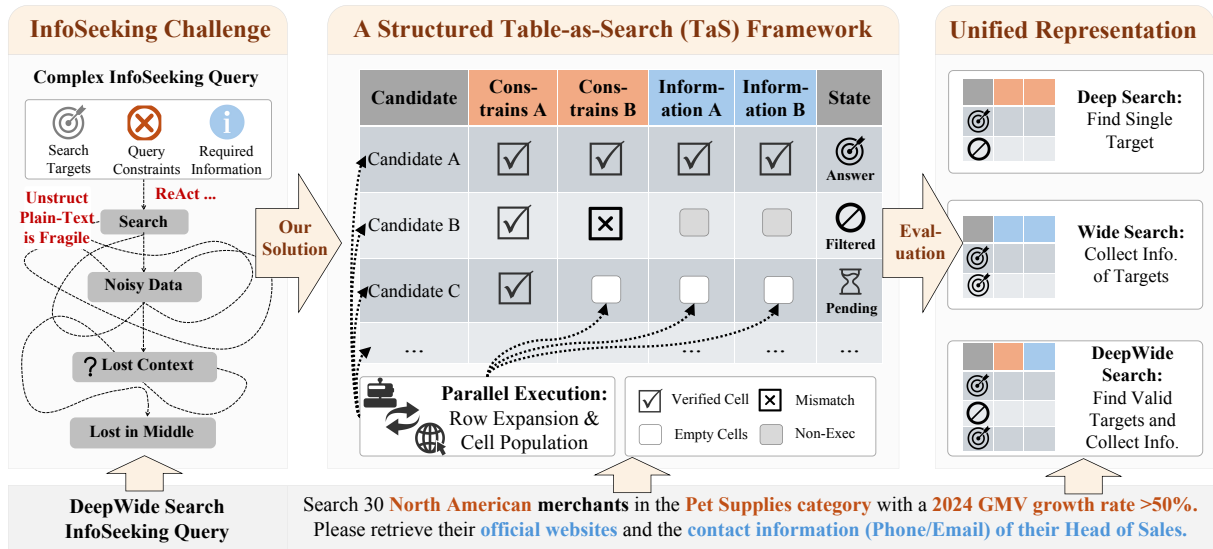 InfoSeeking Challenge
Complex InfoSeeking Query
Search
Targets
Query
Constraints
Required
Information
Unstruct
Plain-Text
is Fragile
ReAct ...
Search
Noisy Data
? Lost Context
Lost in Middle
Our
Solution
A Structured Table-as-Search (TaS) Framework
Candidate
Cons-
trains A
Cons-
trains B
Inform-
ation A
Inform-
ation B
State
Candidate A
Answer
Candidate B
Filtered
Candidate C
Pending
...
...
...
...
Parallel Execution:
Row Expansion &
Cell Population
Verified Cell
Mismatch
Empty Cells
Non-Exec
Eval-
uation
Unified Representation
Deep Search:
Find Single
Target
Wide Search:
Collect Info.
of Targets
DeepWide
Search:
Find Valid
Targets and
Collect Info.
DeepWide Search
InfoSeeking Query
Search 30 North American merchants in the Pet Supplies category with a 2024 GMV growth rate >50%.
Please retrieve their official websites and the contact information (Phone/Email) of their Head of Sales.